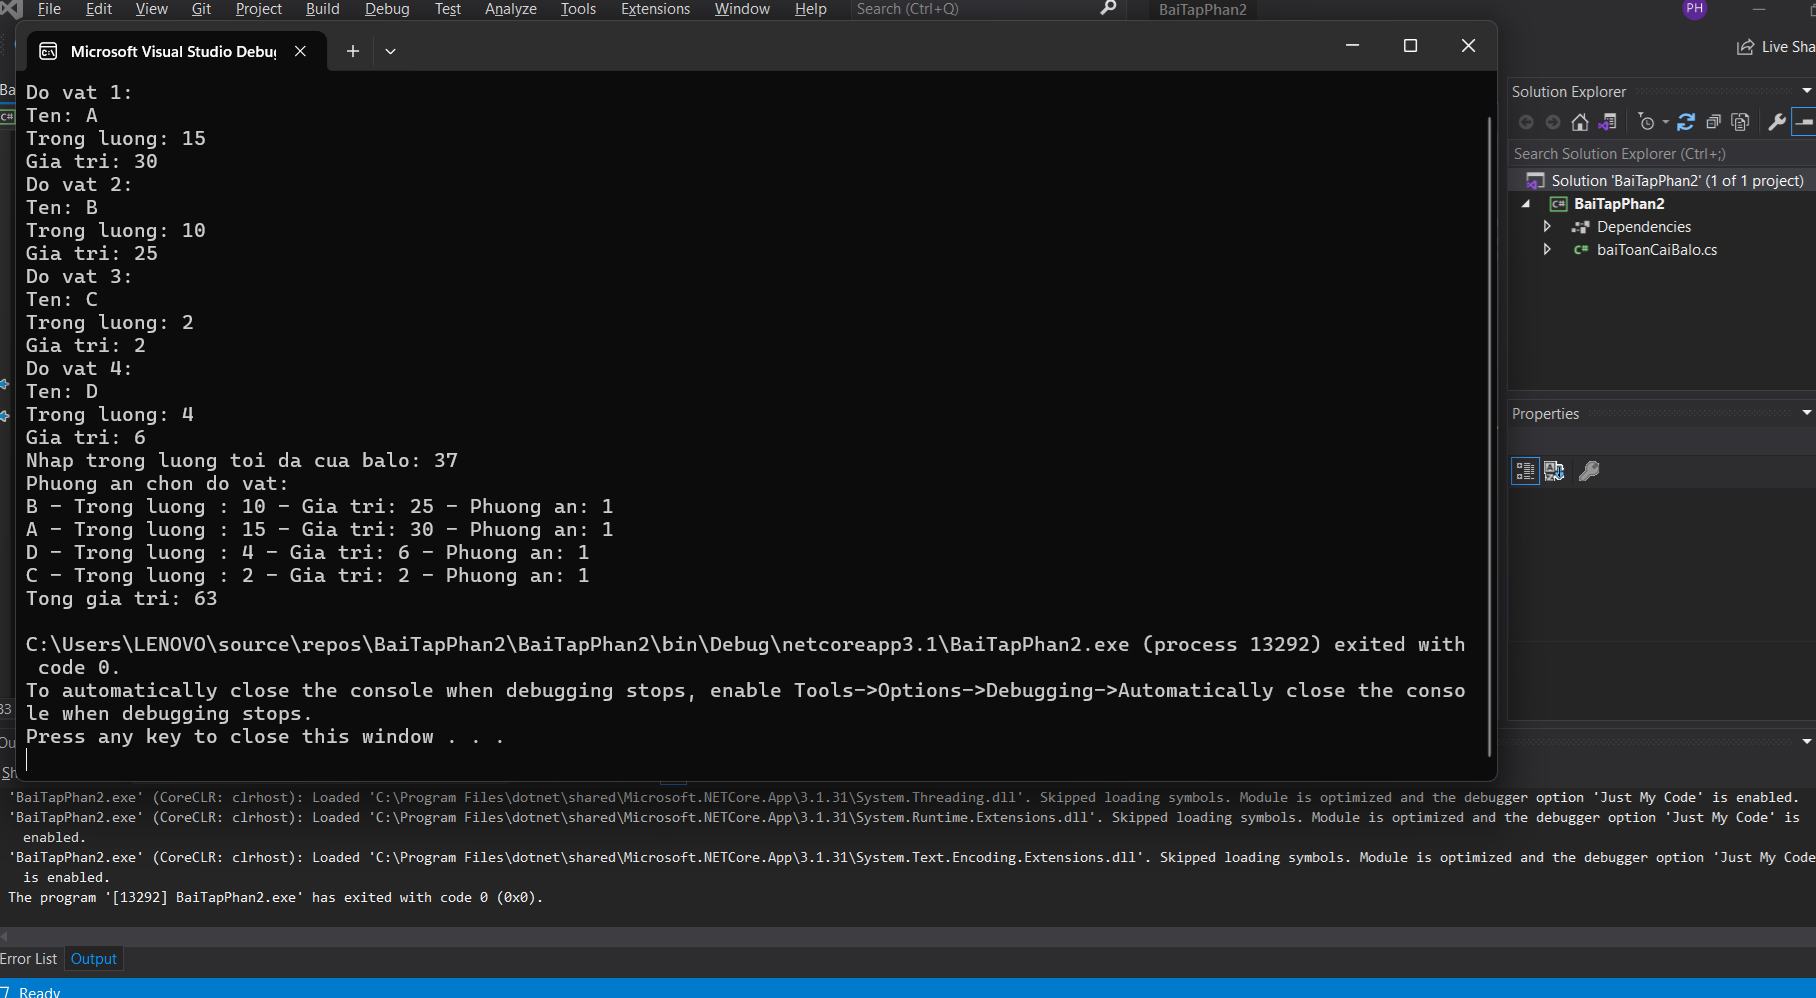 File Edit View Git Project Build Debug Test Analyze Tools Extensions Window Help Search (Ctrl+Q) BaiTapPhan2 PH
Live Sha
Microsoft Visual Studio Debug
Do vat 1:
Ten: A
Trong luong: 15
Gia tri: 30
Do vat 2:
Ten: B
Trong luong: 10
Gia tri: 25
Do vat 3:
Ten: C
Trong luong: 2
Gia tri: 2
Do vat 4:
Ten: D
Trong luong: 4
Gia tri: 6
Nhap trong luong toi da cua balo: 37
Phuong an chon do vat:
B - Trong luong : 10 - Gia tri: 25 - Phuong an: 1
A - Trong luong : 15 - Gia tri: 30 - Phuong an: 1
D - Trong luong : 4 - Gia tri: 6 - Phuong an: 1
C - Trong luong : 2 - Gia tri: 2 - Phuong an: 1
Tong gia tri: 63
C:\Users\LENOVO\source\repos\BaiTapPhan2\BaiTapPhan2\bin\Debug\netcoreapp3.1\BaiTapPhan2.exe (process 13292) exited with
code 0.
To automatically close the console when debugging stops, enable Tools->Options->Debugging->Automatically close the conso
le when debugging stops.
Press any key to close this window . . .
Solution Explorer
Search Solution Explorer (Ctrl+;)
Solution 'BaiTapPhan2' (1 of 1 project)
C# BaiTapPhan2
Dependencies
C# baiToanCaiBalo.cs
Properties
Ba
C#
33
Ou
Sh
'BaiTapPhan2.exe' (CoreCLR: clrhost): Loaded 'C:\Program Files\dotnet\shared\Microsoft.NETCore.App\3.1.31\System.Threading.dll'. Skipped loading symbols. Module is optimized and the debugger option 'Just My Code' is enabled.
'BaiTapPhan2.exe' (CoreCLR: clrhost): Loaded 'C:\Program Files\dotnet\shared\Microsoft.NETCore.App\3.1.31\System.Runtime.Extensions.dll'. Skipped loading symbols. Module is optimized and the debugger option 'Just My Code' is
enabled.
'BaiTapPhan2.exe' (CoreCLR: clrhost): Loaded 'C:\Program Files\dotnet\shared\Microsoft.NETCore.App\3.1.31\System.Text.Encoding.Extensions.dll'. Skipped loading symbols. Module is optimized and the debugger option 'Just My Code
is enabled.
The program '[13292] BaiTapPhan2.exe' has exited with code 0 (0x0).
Error List Output
Ready